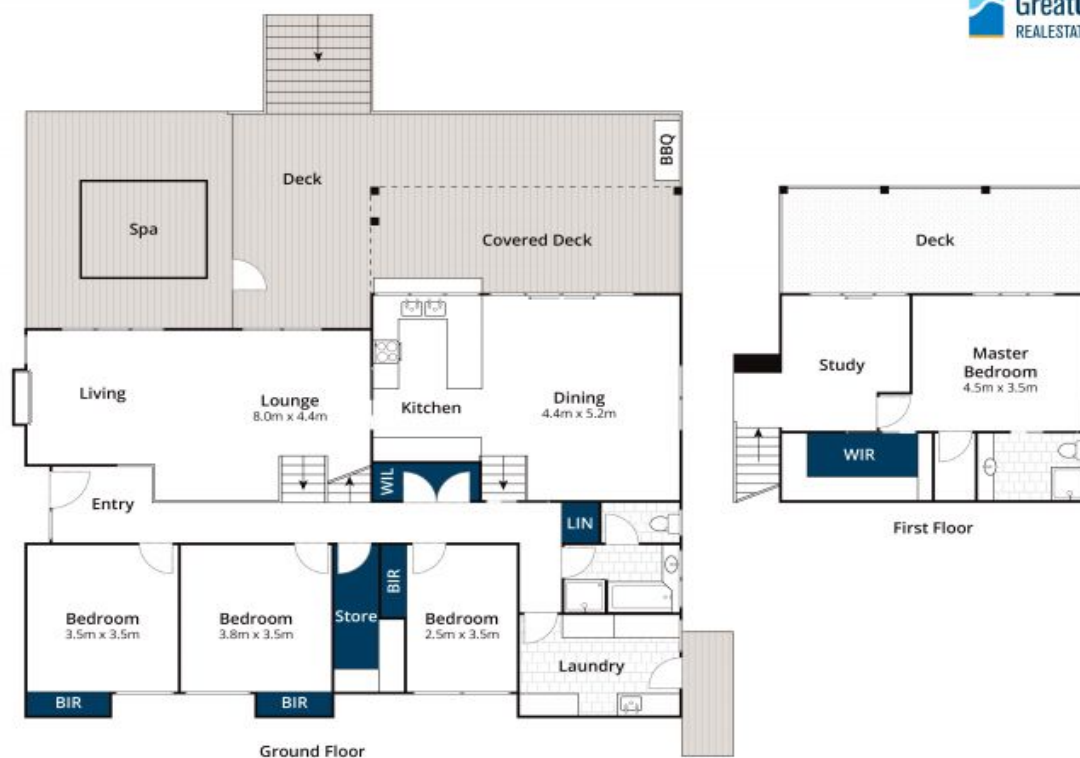 REALESTAT
BBQ
Deck
Spa
Covered Deck
Deck
Living
Lounge
8.0m x 4.4m
Kitchen
Dining
4.4m x 5.2m
Study
Master
Bedroom
4.5m x 3.5m
WIL
WIR
Entry
LIN
First Floor
BIR
Bedroom
3.5m x 3.5m
Bedroom
3.8m x 3.5m
Store
Bedroom
2.5m x 3.5m
Laundry
BIR
BIR
Ground Floor